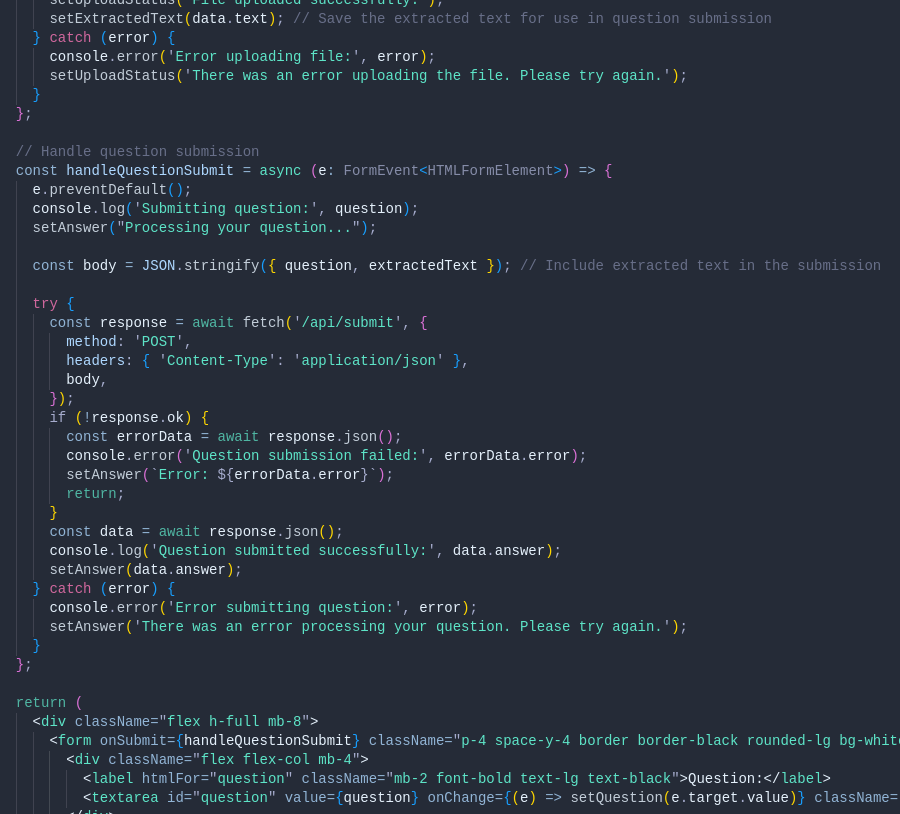 setUploadStatus('File uploaded successfully.');
setExtractedText(data.text); // Save the extracted text for use in question submission
} catch (error) {
console.error('Error uploading file:', error);
setUploadStatus('There was an error uploading the file. Please try again.');
}
};
// Handle question submission
const handleQuestionSubmit = async (e: FormEvent<HTMLFormElement>) => {
e.preventDefault();
console.log('Submitting question:', question);
setAnswer("Processing your question...");
const body = JSON.stringify({ question, extractedText }); // Include extracted text in the submission
try {
const response = await fetch('/api/submit', {
method: 'POST',
headers: { 'Content-Type': 'application/json' },
body,
});
if (!response.ok) {
const errorData = await response.json();
console.error('Question submission failed:', errorData.error);
setAnswer(`Error: ${errorData.error}`);
return;
}
const data = await response.json();
console.log('Question submitted successfully:', data.answer);
setAnswer(data.answer);
} catch (error) {
console.error('Error submitting question:', error);
setAnswer('There was an error processing your question. Please try again.');
}
};
return (
<div className="flex h-full mb-8">
<form onSubmit={handleQuestionSubmit} className="p-4 space-y-4 border border-black rounded-lg bg-white
<div className="flex flex-col mb-4">
<label htmlFor="question" className="mb-2 font-bold text-lg text-black">Question:</label>
<textarea id="question" value={question} onChange={(e) => setQuestion(e.target.value)} className=
</div>